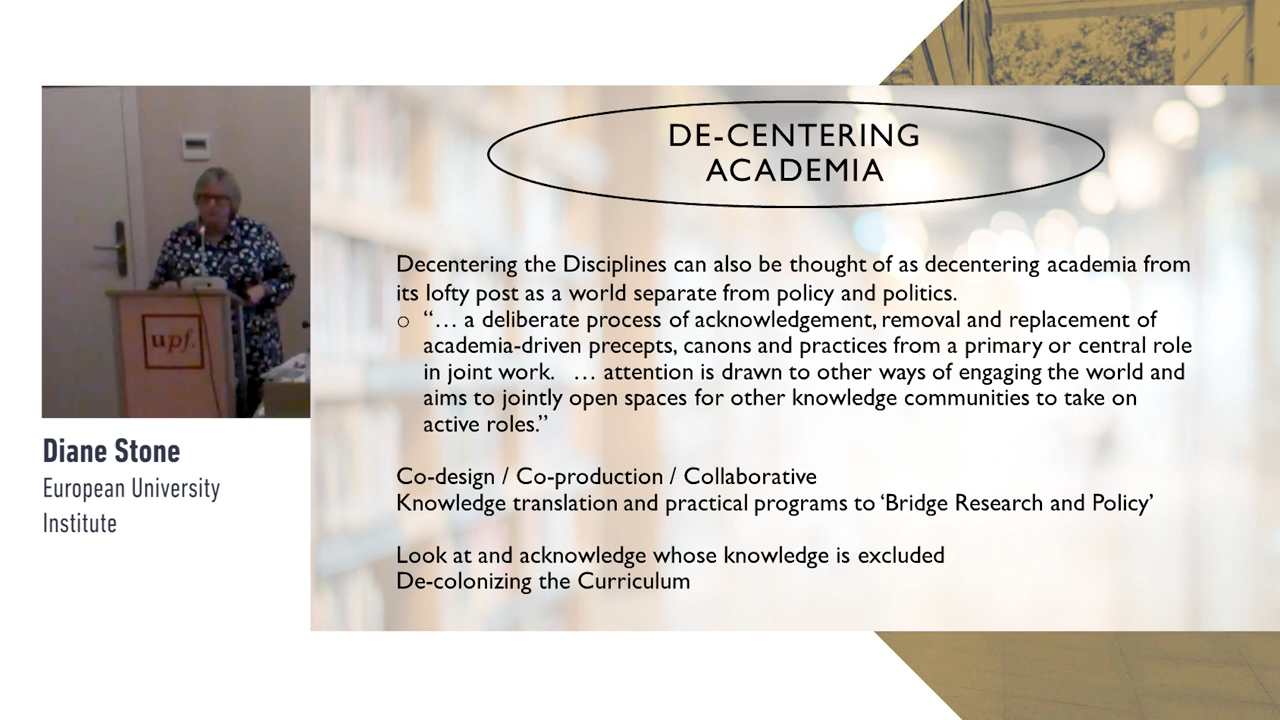 DE-CENTERING
ACADEMIA
Decentering the Disciplines can also be thought of as decentering academia from
its lofty post as a world separate from policy and politics.
○ “… a deliberate process of acknowledgement, removal and replacement of
academia-driven precepts, canons and practices from a primary or central role
in joint work. … attention is drawn to other ways of engaging the world and
aims to jointly open spaces for other knowledge communities to take on
active roles.”
Co-design / Co-production / Collaborative
Knowledge translation and practical programs to ‘Bridge Research and Policy’
Look at and acknowledge whose knowledge is excluded
De-colonizing the Curriculum
upf.
Diane Stone
European University
Institute